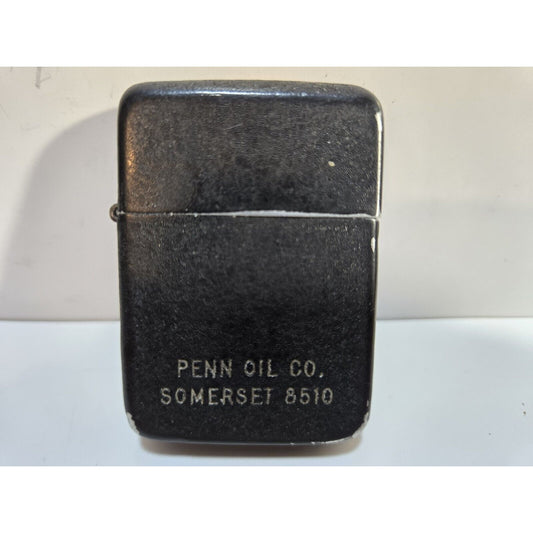 PENN OIL CO.
SOMERSET 8510